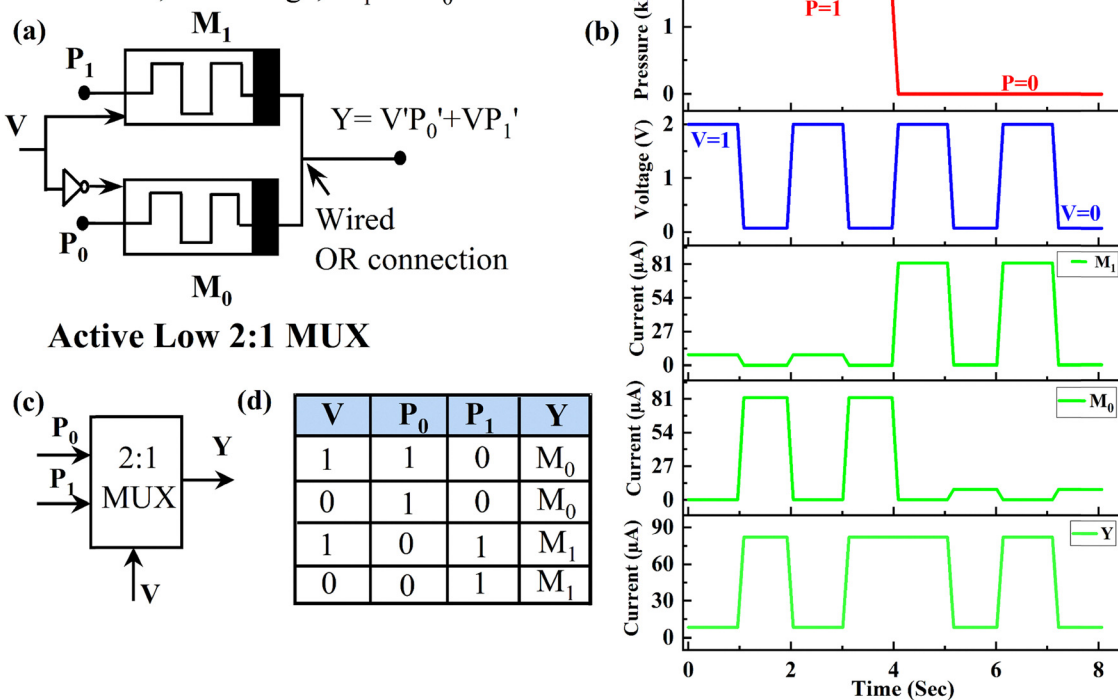 (a)
M₁
P₁
V
Y= V'P₀'+VP₁'
P₀
Wired
OR connection
M₀
Active Low 2:1 MUX
(b)
Pressure (k
1
0
P=1
P=0
Voltage (V)
2
1
0
V=1
V=0
Current (µA)
81
54
27
0
M₁
Current (µA)
81
54
27
0
M₀
Current (µA)
90
60
30
0
Y
0 2 4 6 8
Time (Sec)
(c)
P₀
P₁
2:1
MUX
Y
V
(d)
V P₀ P₁ Y
1 1 0 M₀
0 1 0 M₀
1 0 1 M₁
0 0 1 M₁